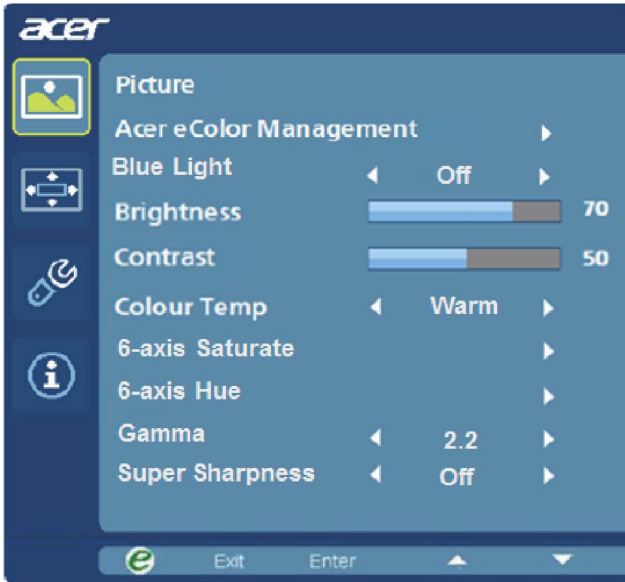 acer
Picture
Acer eColor Management
Blue Light Off
Brightness 70
Contrast 50
Colour Temp Warm
6-axis Saturate
6-axis Hue
Gamma 2.2
Super Sharpness Off
e Exit Enter